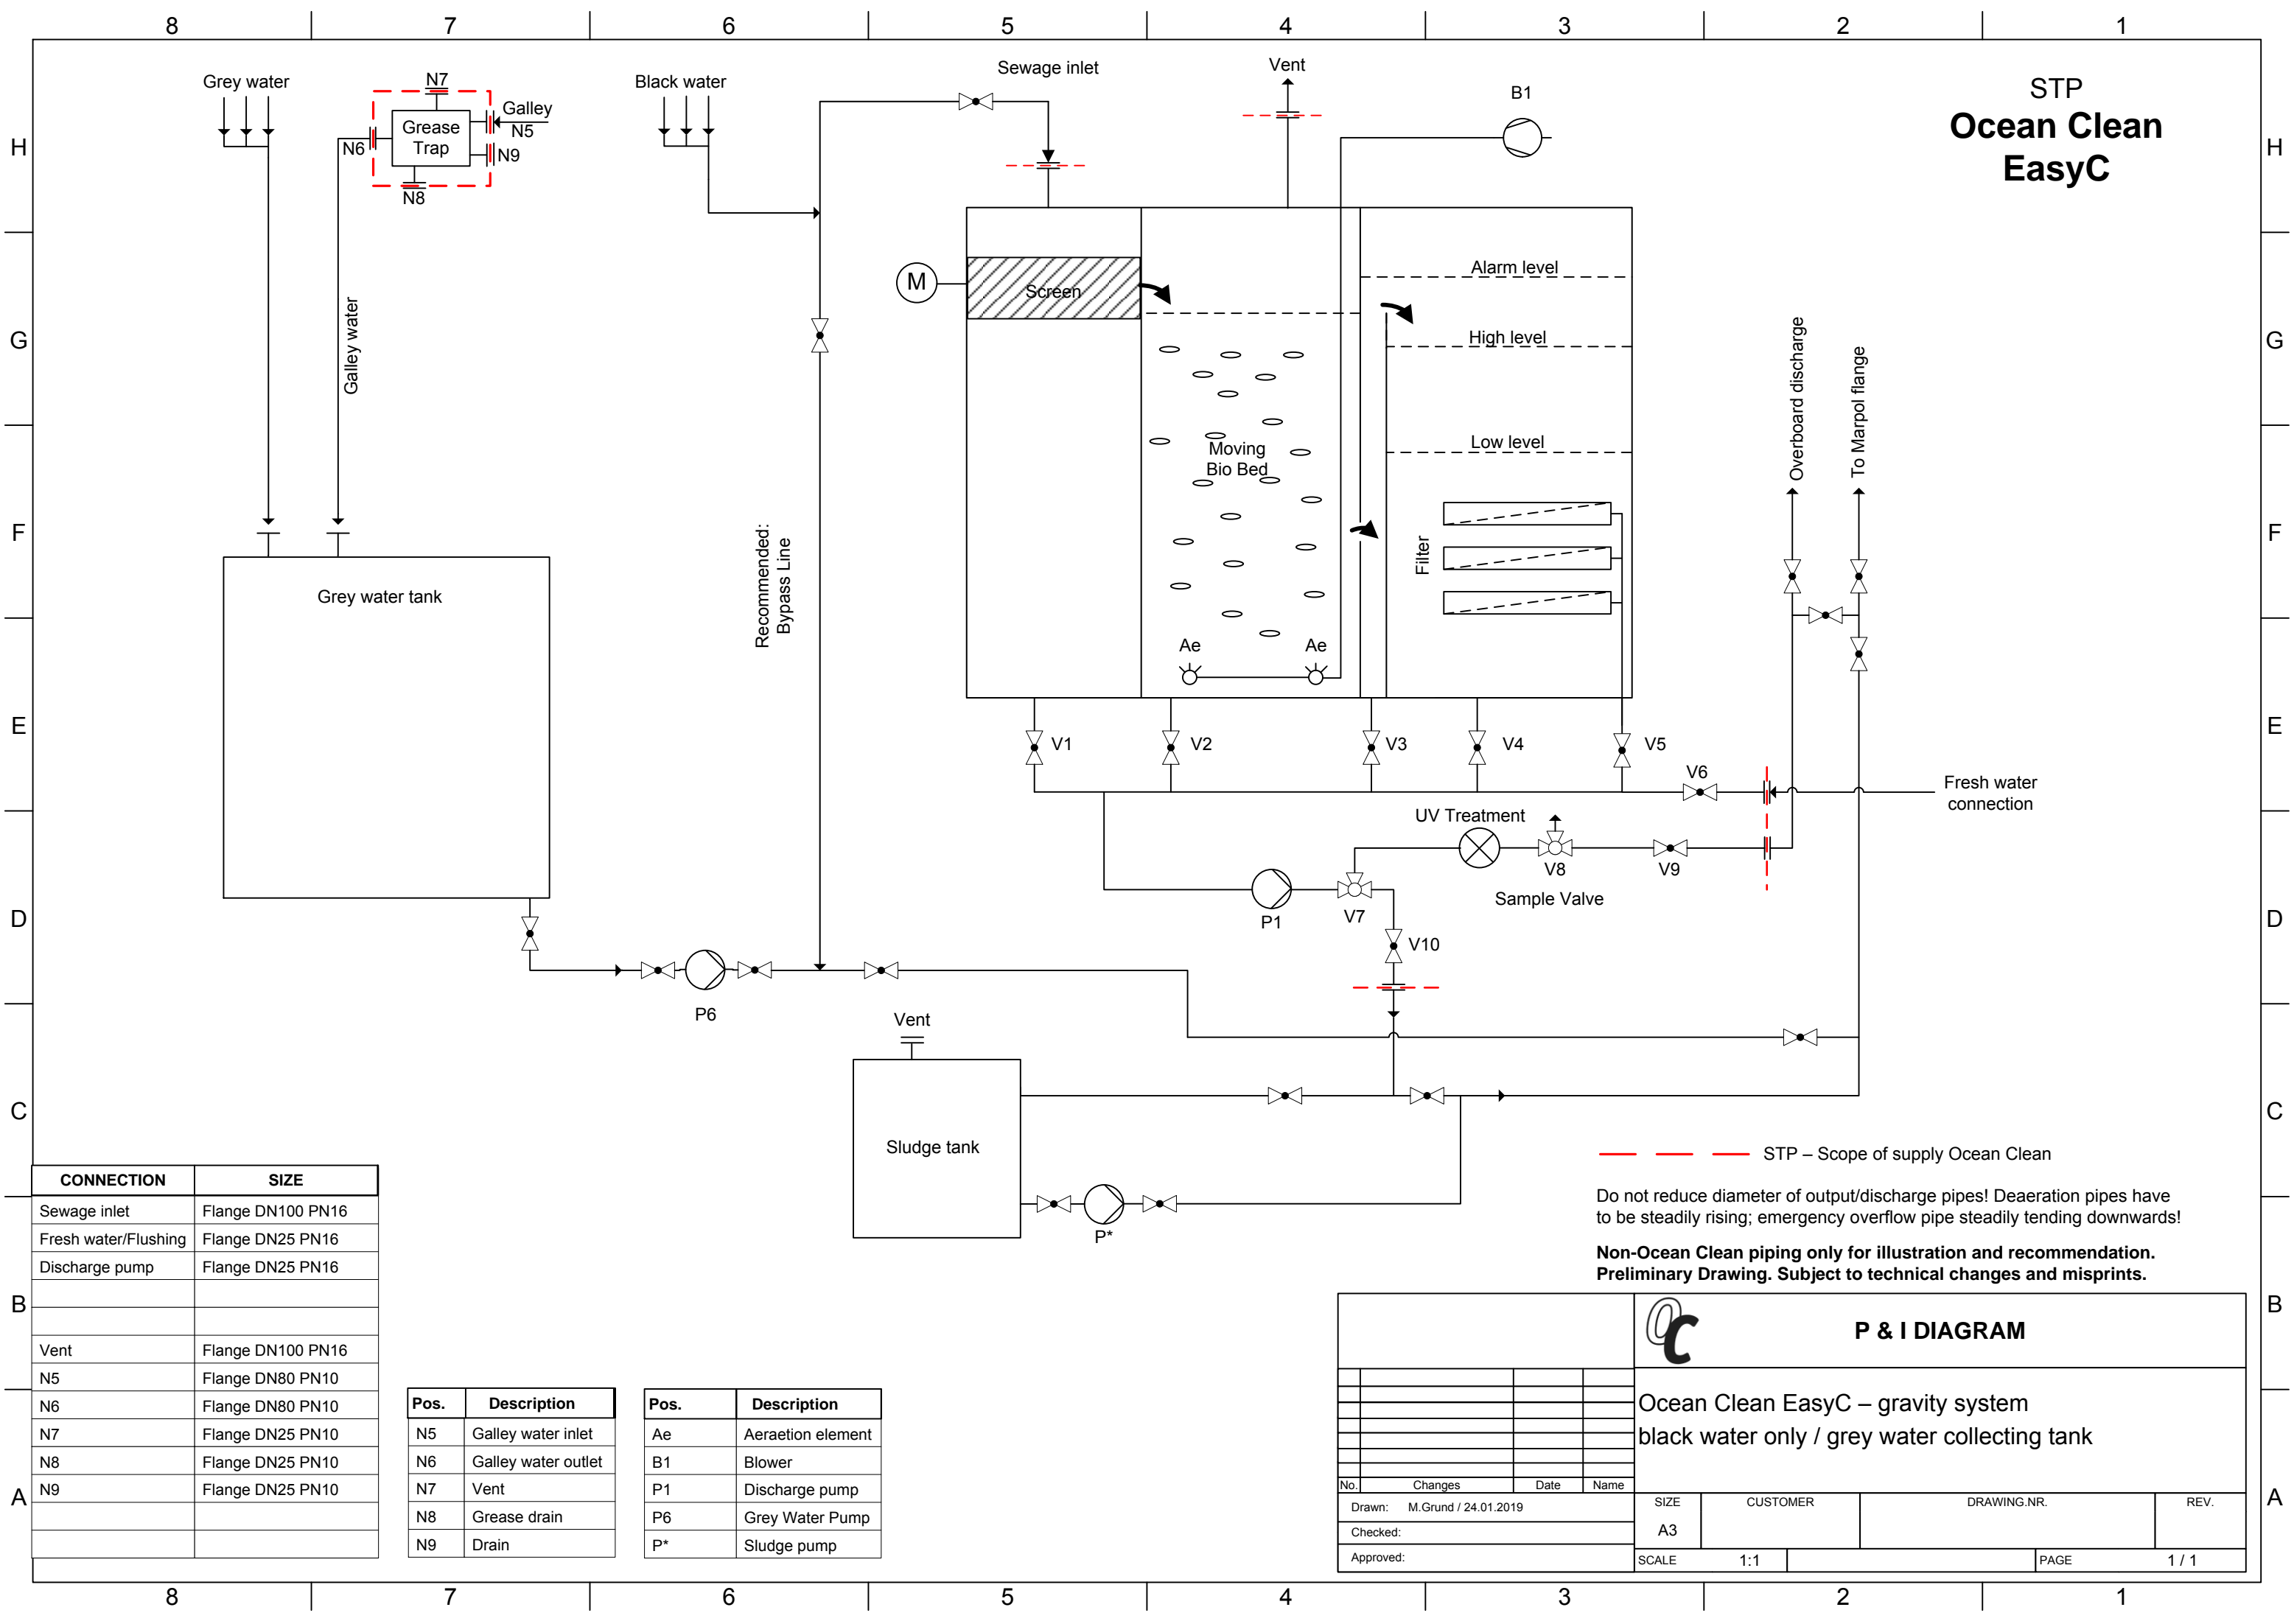 8 7 6 5 4 3 2 1
H
G
F
E
D
C
B
A
H
G
F
E
D
C
B
A
STP
Ocean Clean
EasyC
Grey water
N7
Galley
N5
Grease
Trap
N6
N9
N8
Black water
Sewage inlet
Vent
B1
M
Screen
Alarm level
High level
Low level
Galley water
Moving
Bio Bed
Filter
Ae
Ae
Overboard discharge
To Marpol flange
Recommended:
Bypass Line
Grey water tank
V1
V2
V3
V4
V5
V6
Fresh water
connection
UV Treatment
V8
V9
Sample Valve
P1
V7
V10
P6
Vent
Sludge tank
P*
STP – Scope of supply Ocean Clean
Do not reduce diameter of output/discharge pipes! Deaeration pipes have
to be steadily rising; emergency overflow pipe steadily tending downwards!
Non-Ocean Clean piping only for illustration and recommendation.
Preliminary Drawing. Subject to technical changes and misprints.
CONNECTION SIZE
Sewage inlet Flange DN100 PN16
Fresh water/Flushing Flange DN25 PN16
Discharge pump Flange DN25 PN16
Vent Flange DN100 PN16
N5 Flange DN80 PN10
N6 Flange DN80 PN10
N7 Flange DN25 PN10
N8 Flange DN25 PN10
N9 Flange DN25 PN10
Pos. Description
N5 Galley water inlet
N6 Galley water outlet
N7 Vent
N8 Grease drain
N9 Drain
Pos. Description
Ae Aeraetion element
B1 Blower
P1 Discharge pump
P6 Grey Water Pump
P* Sludge pump
OC
P & I DIAGRAM
Ocean Clean EasyC – gravity system
black water only / grey water collecting tank
No. Changes Date Name
Drawn: M.Grund / 24.01.2019
Checked:
Approved:
SIZE CUSTOMER DRAWING.NR. REV.
A3
SCALE 1:1 PAGE 1 / 1
8 7 6 5 4 3 2 1